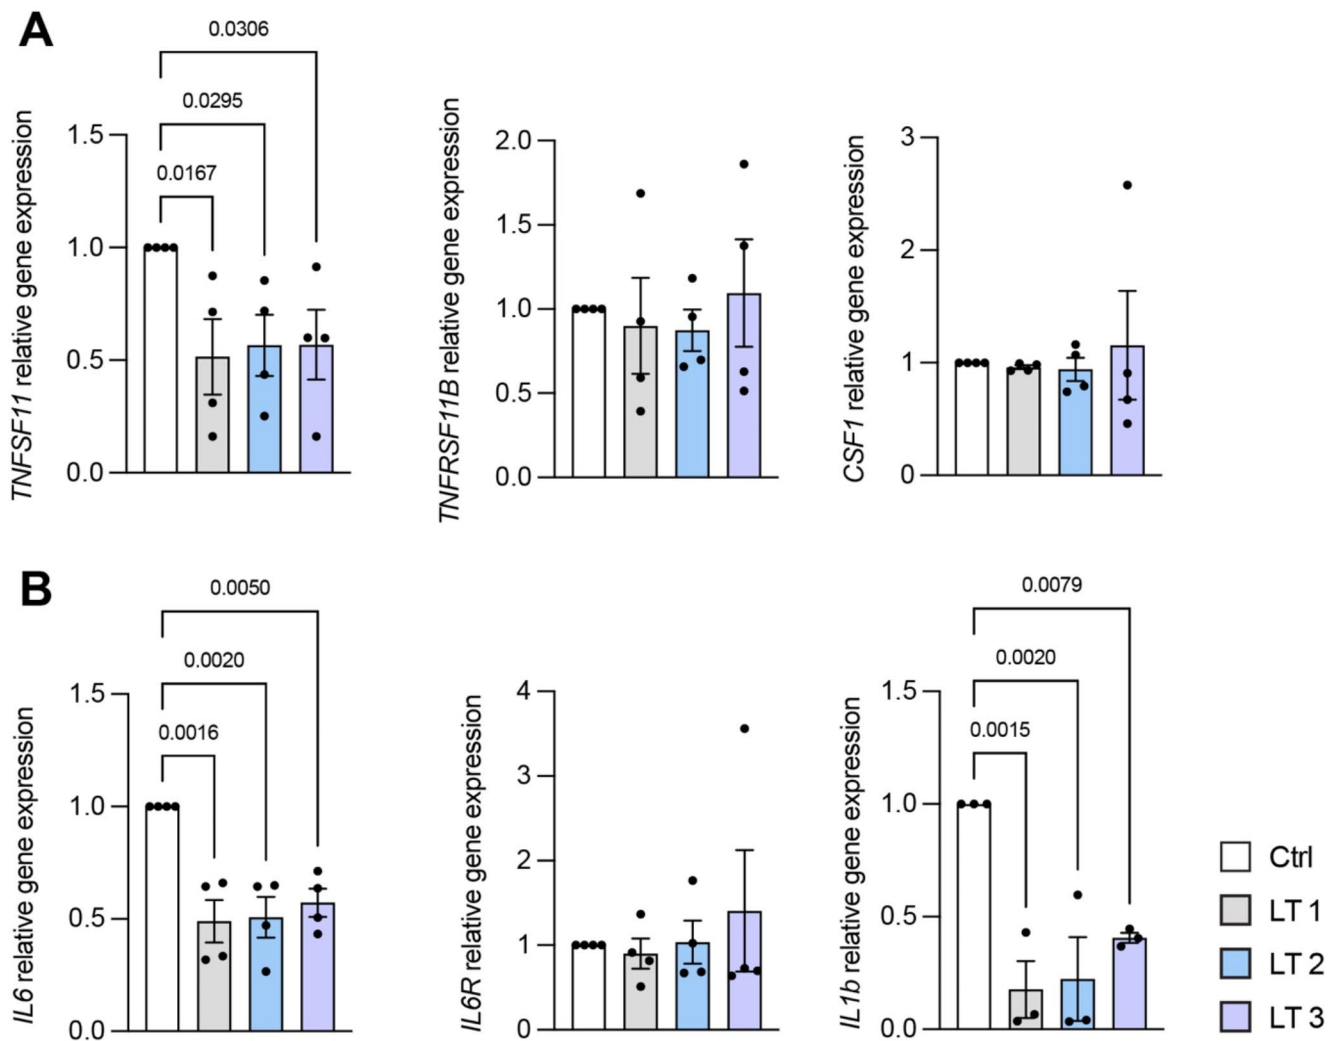 A
0.0306
0.0295
0.0167
TNFSF11 relative gene expression
1.5
1.0
0.5
0.0
TNFRSF11B relative gene expression
2.0
1.5
1.0
0.5
0.0
CSF1 relative gene expression
3
2
1
0
B
0.0050
0.0020
0.0016
IL6 relative gene expression
1.5
1.0
0.5
0.0
IL6R relative gene expression
4
3
2
1
0
0.0079
0.0020
0.0015
IL1b relative gene expression
1.5
1.0
0.5
0.0
Ctrl
LT 1
LT 2
LT 3